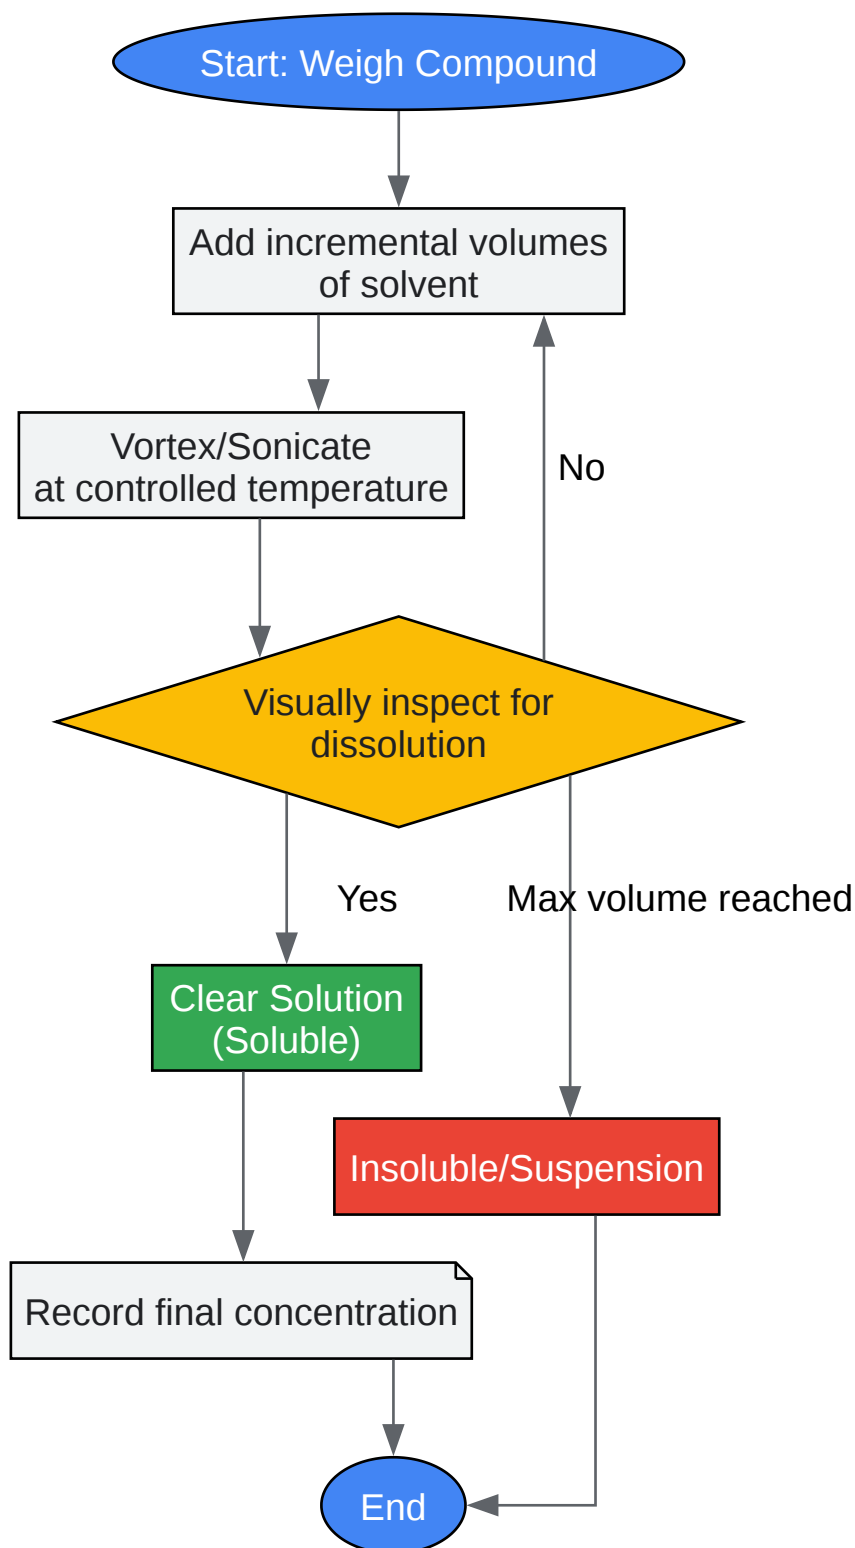 Start: Weigh Compound
Add incremental volumes
of solvent
Vortex/Sonicate
at controlled temperature
No
Visually inspect for
dissolution
Yes
Max volume reached
Clear Solution
(Soluble)
Insoluble/Suspension
Record final concentration
End